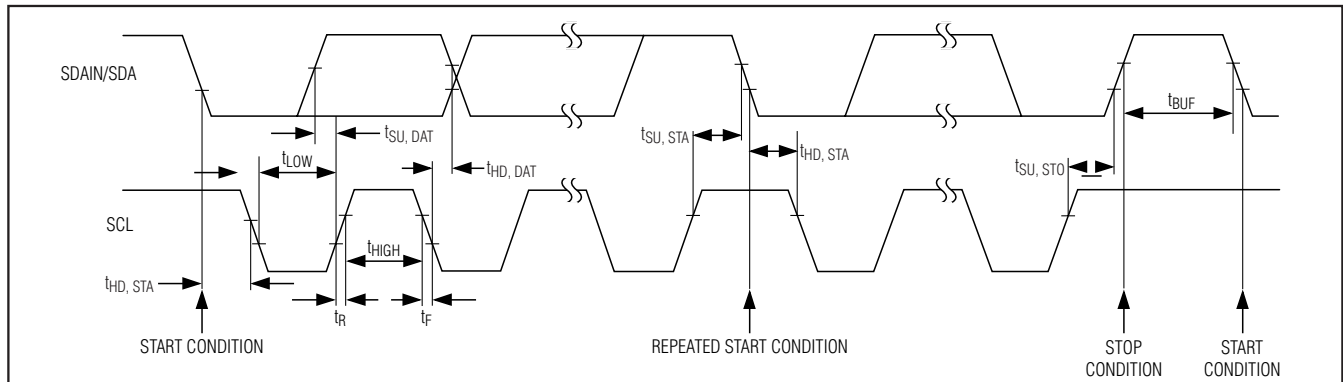 SDAIN/SDA
tSU, DAT
tLOW
tHD, DAT
tSU, STA
tHD, STA
tBUF
tSU, STO
SCL
tHIGH
tHD, STA
tR
tF
START CONDITION
REPEATED START CONDITION
STOP
CONDITION
START
CONDITION